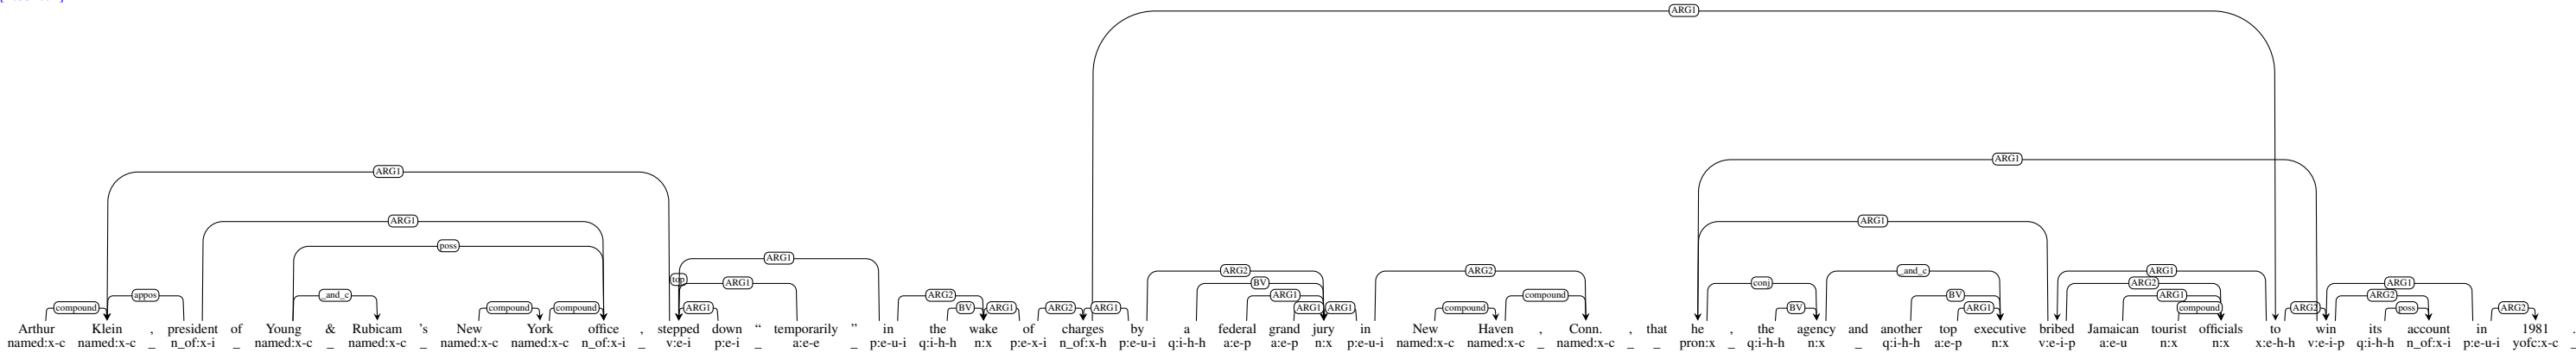 ARG1
ARG1
ARG1
ARG1 ARG1
poss
ARG1
top ARG1 ARG2 ARG2 _and_c ARG1
BV conj ARG2 ARG1
appos _and_c ARG2 ARG1 compound BV ARG1 ARG2
compound compound compound ARG1 BV ARG1 ARG2 ARG1 ARG1 ARG1 compound BV ARG1 compound ARG2 poss ARG2
Arthur Klein , president of Young & Rubicam 's New York office , stepped down “ temporarily ” in the wake of charges by a federal grand jury in New Haven , Conn. , that he , the agency and another top executive bribed Jamaican tourist officials to win its account in 1981 .
named:x-c named:x-c _ n_of:x-i _ named:x-c _ named:x-c _ named:x-c named:x-c n_of:x-i _ v:e-i p:e-i _ a:e-e _ p:e-u-i q:i-h-h n:x p:e-x-i n_of:x-h p:e-u-i q:i-h-h a:e-p a:e-p n:x p:e-u-i named:x-c named:x-c _ named:x-c _ _ pron:x _ q:i-h-h n:x _ q:i-h-h a:e-p n:x v:e-i-p a:e-u n:x n:x x:e-h-h v:e-i-p q:i-h-h n_of:x-i p:e-u-i yofc:x-c _